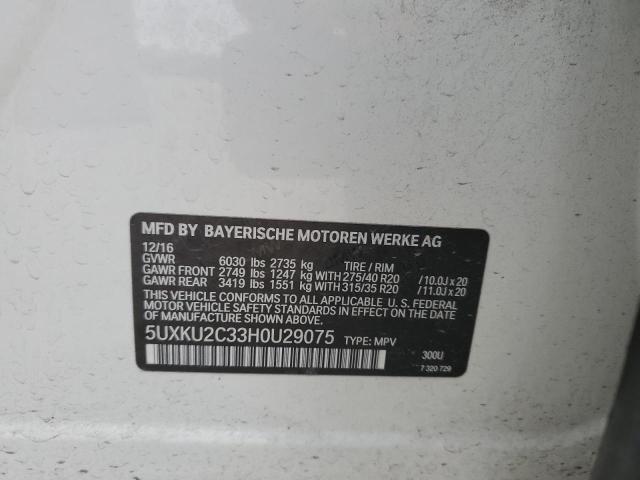 MFD BY BAYERISCHE MOTOREN WERKE AG
12/16
GVWR 6030 lbs 2735 kg TIRE / RIM
GAWR FRONT 2749 lbs 1247 kg WITH 275/40 R20 /10.0J x 20
GAWR REAR 3419 lbs 1551 kg WITH 315/35 R20 /11.0J x 20
THIS VEHICLE CONFORMS TO ALL APPLICABLE U. S. FEDERAL
MOTOR VEHICLE SAFETY STANDARDS IN EFFECT ON THE DATE
OF MANUFACTURE SHOWN ABOVE.
5UXKU2C33H0U29075 TYPE: MPV
300U
7 320 729